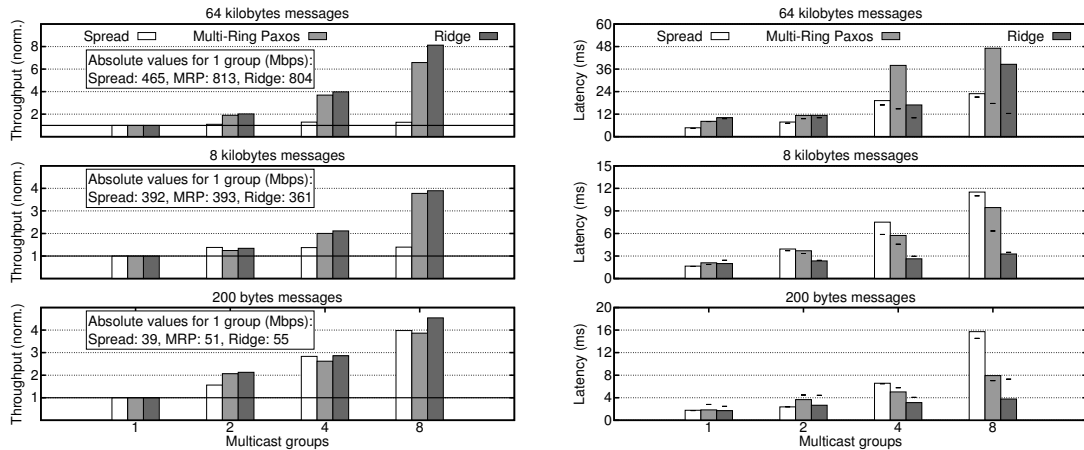 64 kilobytes messages
Throughput (norm.)
8
6
4
2
Spread
Multi-Ring Paxos
Ridge
Absolute values for 1 group (Mbps):
Spread: 465, MRP: 813, Ridge: 804
8 kilobytes messages
Throughput (norm.)
4
3
2
1
Absolute values for 1 group (Mbps):
Spread: 392, MRP: 393, Ridge: 361
200 bytes messages
Throughput (norm.)
4
3
2
1
Absolute values for 1 group (Mbps):
Spread: 39, MRP: 51, Ridge: 55
1 2 4 8
Multicast groups
64 kilobytes messages
Latency (ms)
60
48
36
24
12
0
Spread
Multi-Ring Paxos
Ridge
8 kilobytes messages
Latency (ms)
15
12
9
6
3
0
200 bytes messages
Latency (ms)
20
16
12
8
4
0
1 2 4 8
Multicast groups